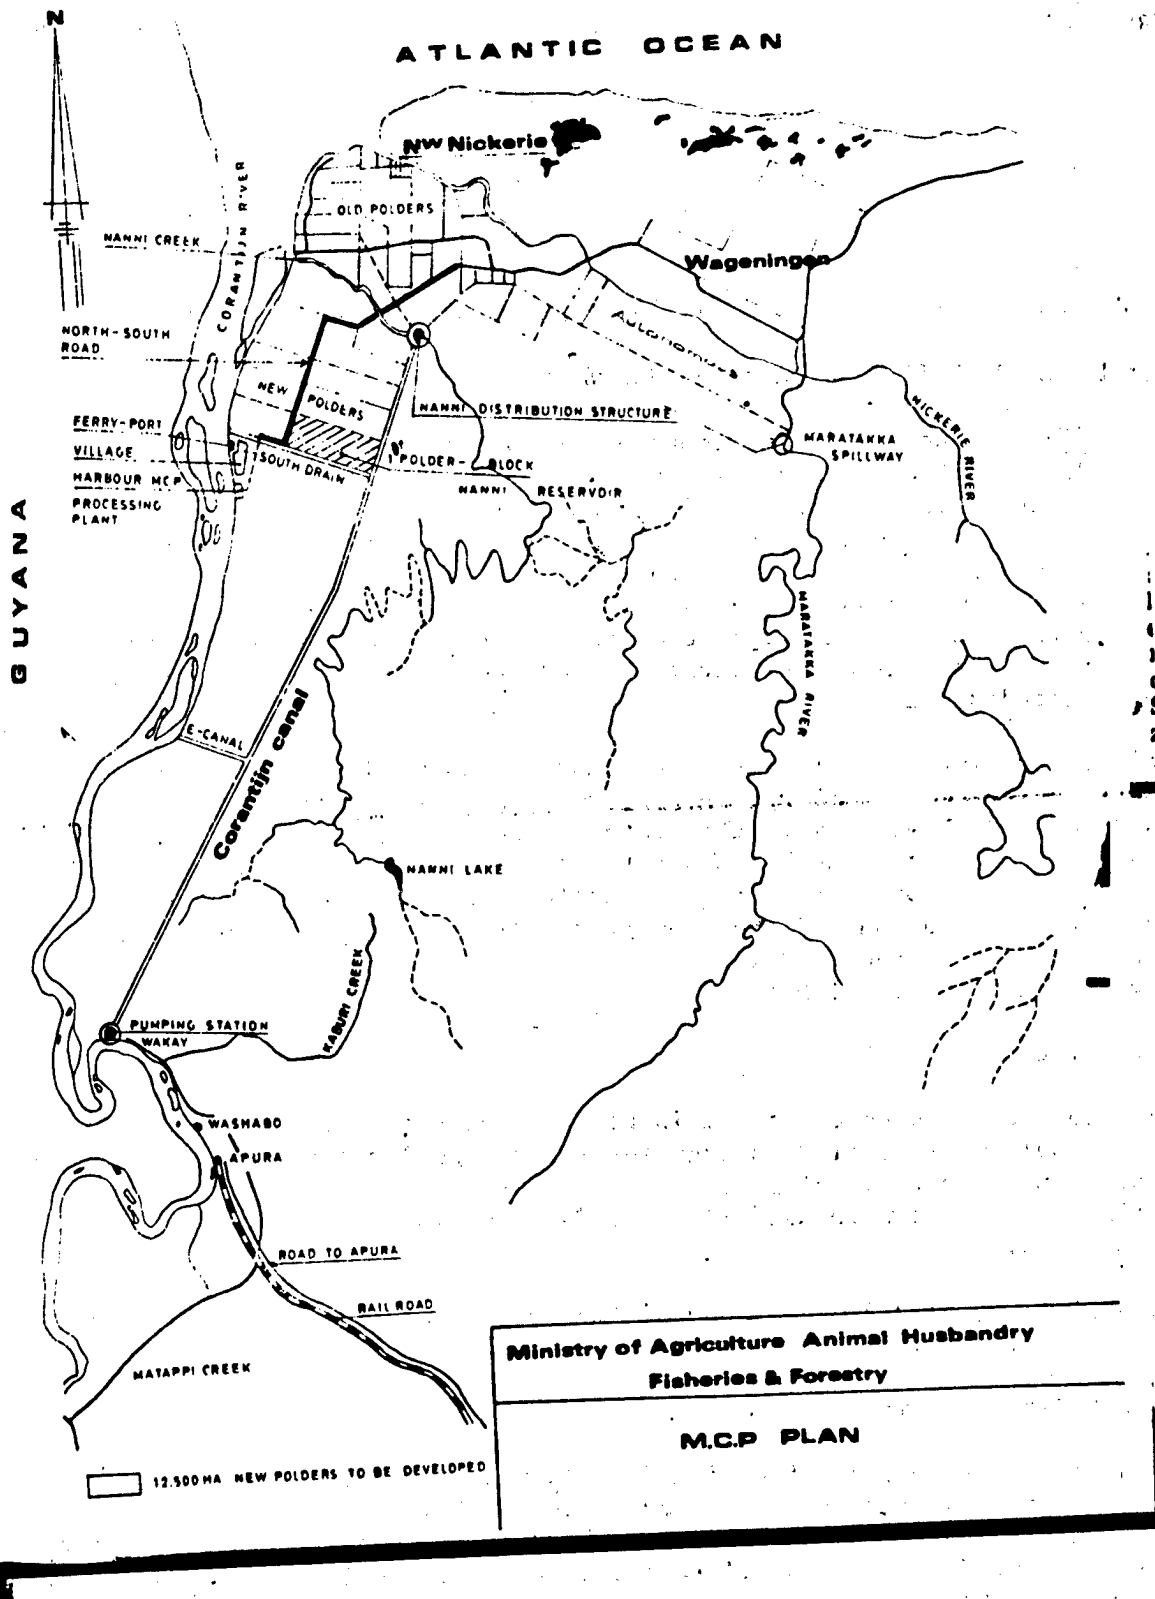 N
ATLANTIC OCEAN
NW Nickerie
CORANTIJN RIVER
OLD POLDERS
NANNI CREEK
Wageningen
NORTH-SOUTH
ROAD
Autonomous
NEW POLDERS
NANNI DISTRIBUTION STRUCTURE
NICKERIE RIVER
FERRY-PORT
VILLAGE
HARBOUR MCP
PROCESSING
PLANT
SOUTH DRAIN
1e POLDER-BLOCK
MARATAKKA
SPILLWAY
NANNI RESERVOIR
GUYANA
MARATAKKA RIVER
E-CANAL
Corantijn canal
NANNI LAKE
KABURI CREEK
PUMPING STATION
WAKAY
WASHABO
APURA
ROAD TO APURA
RAIL ROAD
MATAPPI CREEK
12.500 HA NEW POLDERS TO BE DEVELOPED
Ministry of Agriculture Animal Husbandry
Fisheries & Forestry
M.C.P PLAN